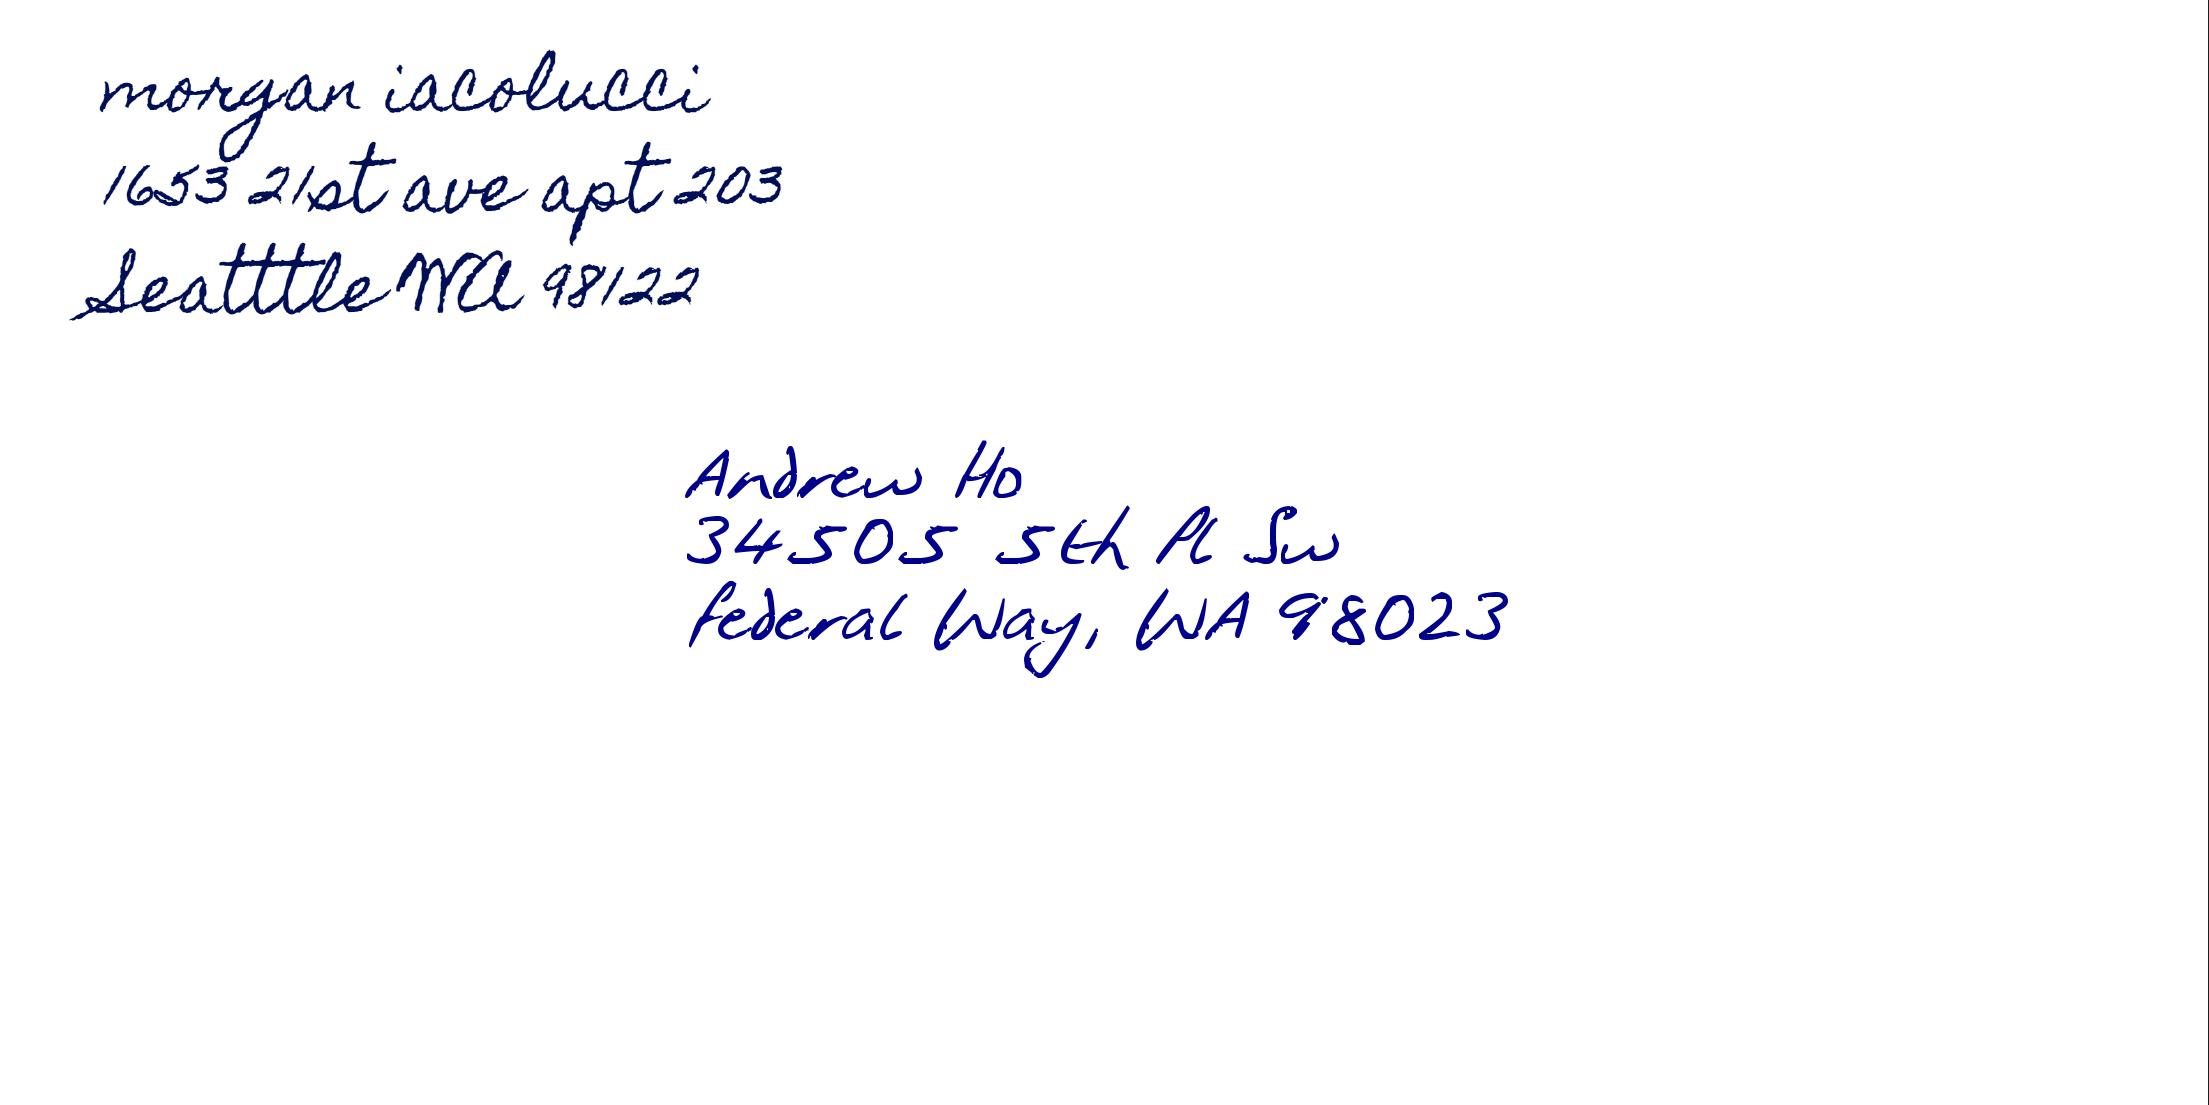 morgan iacolucci
1653 21st ave apt 203
Seatttle WA 98122
Andrew Ho
34505 5th Pl Sw
federal Way, WA 98023